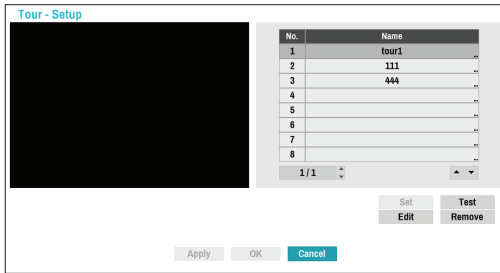 Tour - Setup
No. Name
1 tour1 ...
2 111 ...
3 444 ...
4 ...
5 ...
6 ...
7 ...
8 ...
1 / 1
Set Test
Edit Remove
Apply OK Cancel